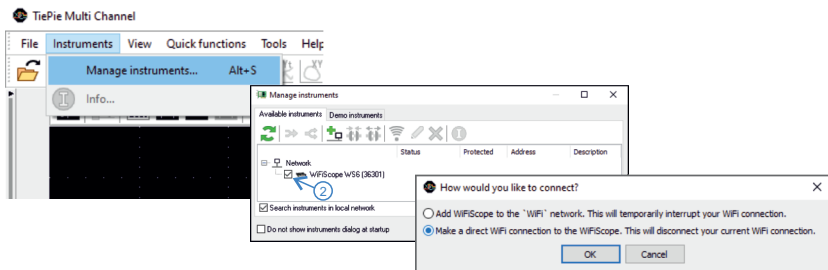 TiePie Multi Channel
File Instruments View Quick functions Tools Help
Manage instruments... Alt+S
Info...
Manage instruments
Available instruments Demo instruments
Status Protected Address Description
Network
WiFiScope WS6 (36301)
2
Search instruments in local network
Do not show instruments dialog at startup
How would you like to connect?
Add WiFiScope to the `WiFi` network. This will temporarily interrupt your WiFi connection.
Make a direct WiFi connection to the WiFiScope. This will disconnect your current WiFi connection.
OK Cancel